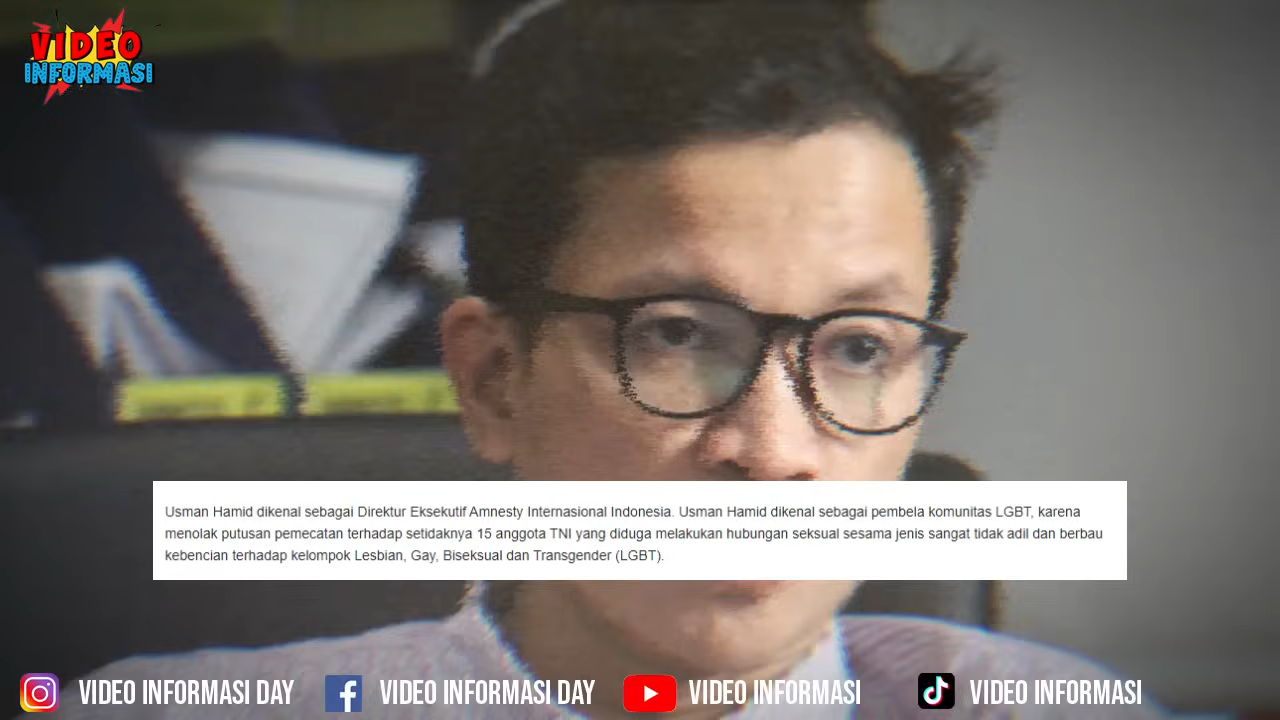 VIDEO
INFORMASI
Usman Hamid dikenal sebagai Direktur Eksekutif Amnesty Internasional Indonesia. Usman Hamid dikenal sebagai pembela komunitas LGBT, karena
menolak putusan pemecatan terhadap setidaknya 15 anggota TNI yang diduga melakukan hubungan seksual sesama jenis sangat tidak adil dan berbau
kebencian terhadap kelompok Lesbian, Gay, Biseksual dan Transgender (LGBT).
VIDEO INFORMASI DAY VIDEO INFORMASI DAY VIDEO INFORMASI VIDEO INFORMASI